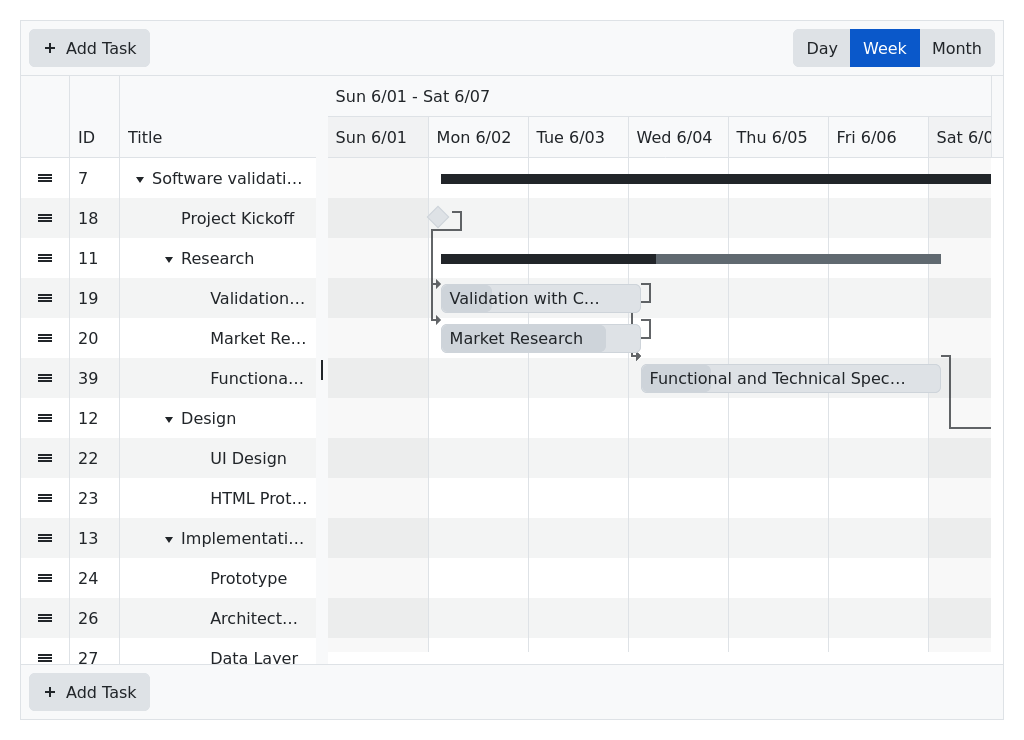 + Add Task
Day Week Month
Sun 6/01 - Sat 6/07
ID Title Sun 6/01 Mon 6/02 Tue 6/03 Wed 6/04 Thu 6/05 Fri 6/06 Sat 6/0
7 Software validati…
18 Project Kickoff
11 Research
19 Validation… Validation with C…
20 Market Re… Market Research
39 Functiona… Functional and Technical Spec…
12 Design
22 UI Design
23 HTML Prot…
13 Implementati…
24 Prototype
26 Architect…
27 Data Layer
+ Add Task